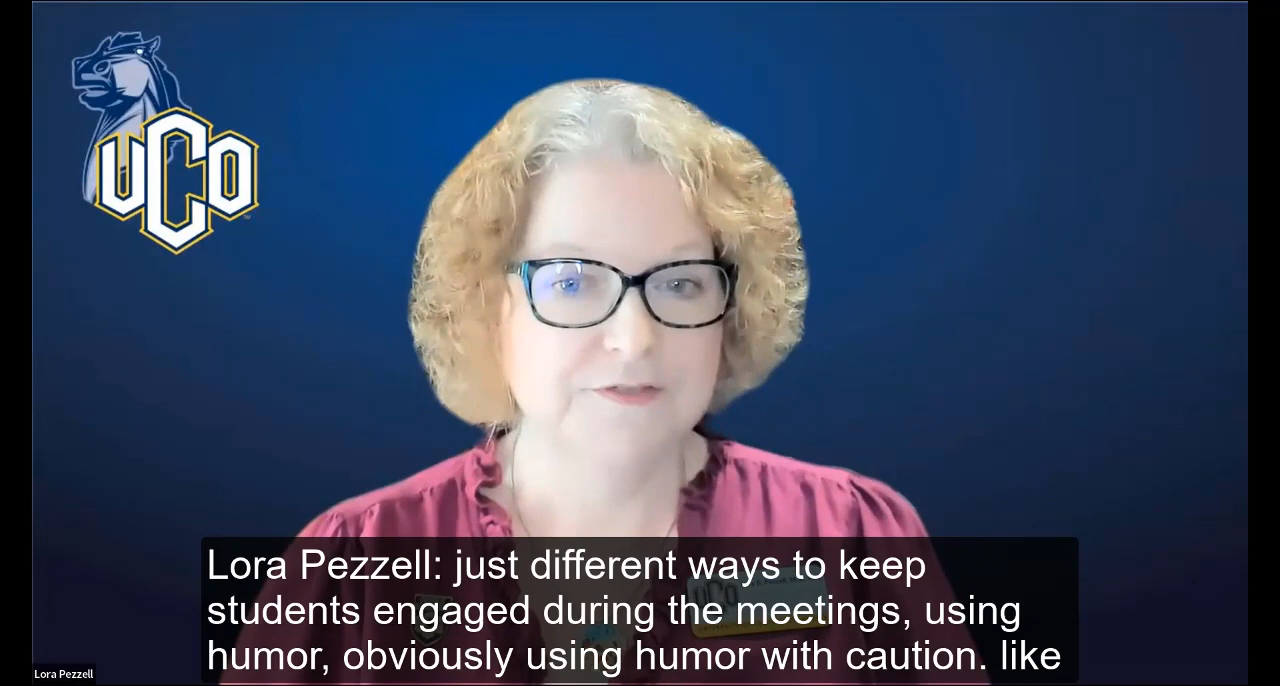 UCO
Lora Pezzell: just different ways to keep
students engaged during the meetings, using
humor, obviously using humor with caution. like
Lora Pezzell